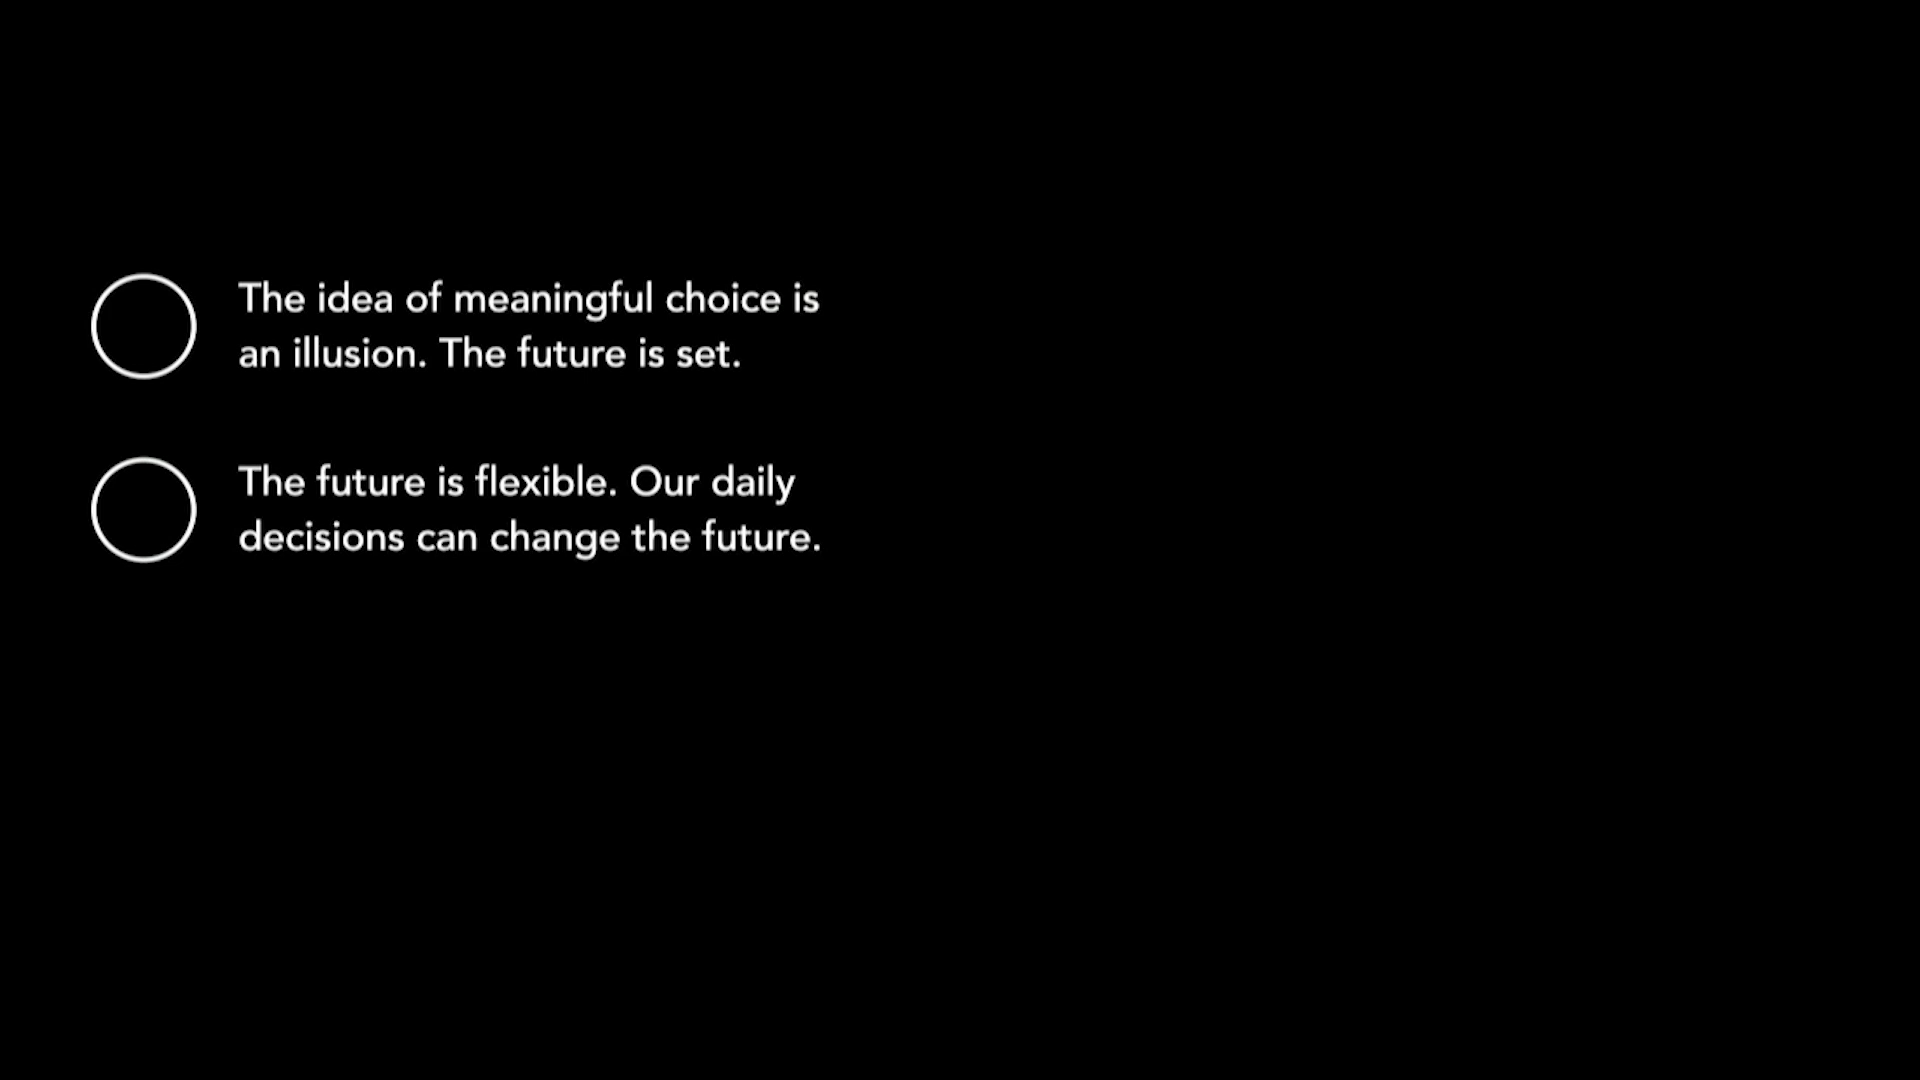 The idea of meaningful choice is
an illusion. The future is set.
The future is flexible. Our daily
decisions can change the future.